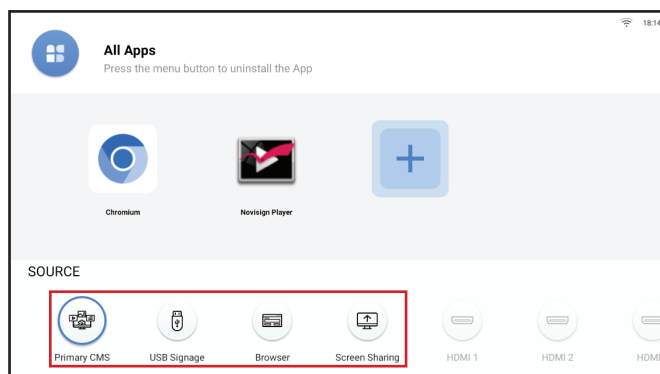 18:14
All Apps
Press the menu button to uninstall the App
Chromium
Novisign Player
SOURCE
Primary CMS
USB Signage
Browser
Screen Sharing
HDMI 1
HDMI 2
HDMI